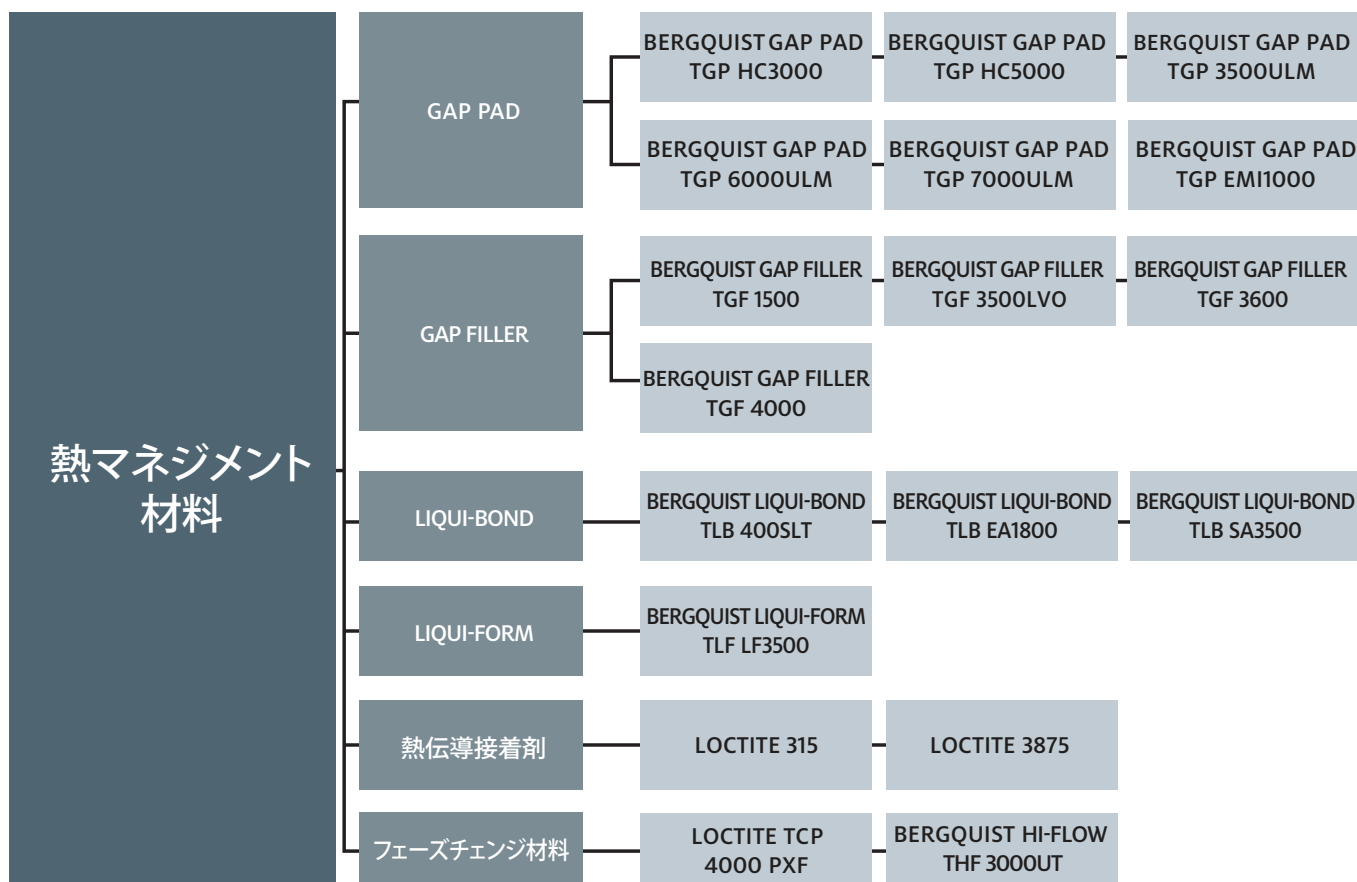 熱マネジメント
材料
GAP PAD
BERGQUIST GAP PAD
TGP HC3000
BERGQUIST GAP PAD
TGP HC5000
BERGQUIST GAP PAD
TGP 3500ULM
BERGQUIST GAP PAD
TGP 6000ULM
BERGQUIST GAP PAD
TGP 7000ULM
BERGQUIST GAP PAD
TGP EMI1000
GAP FILLER
BERGQUIST GAP FILLER
TGF 1500
BERGQUIST GAP FILLER
TGF 3500LVO
BERGQUIST GAP FILLER
TGF 3600
BERGQUIST GAP FILLER
TGF 4000
LIQUI-BOND
BERGQUIST LIQUI-BOND
TLB 400SLT
BERGQUIST LIQUI-BOND
TLB EA1800
BERGQUIST LIQUI-BOND
TLB SA3500
LIQUI-FORM
BERGQUIST LIQUI-FORM
TLF LF3500
熱伝導接着剤
LOCTITE 315
LOCTITE 3875
フェーズチェンジ材料
LOCTITE TCP
4000 PXF
BERGQUIST HI-FLOW
THF 3000UT